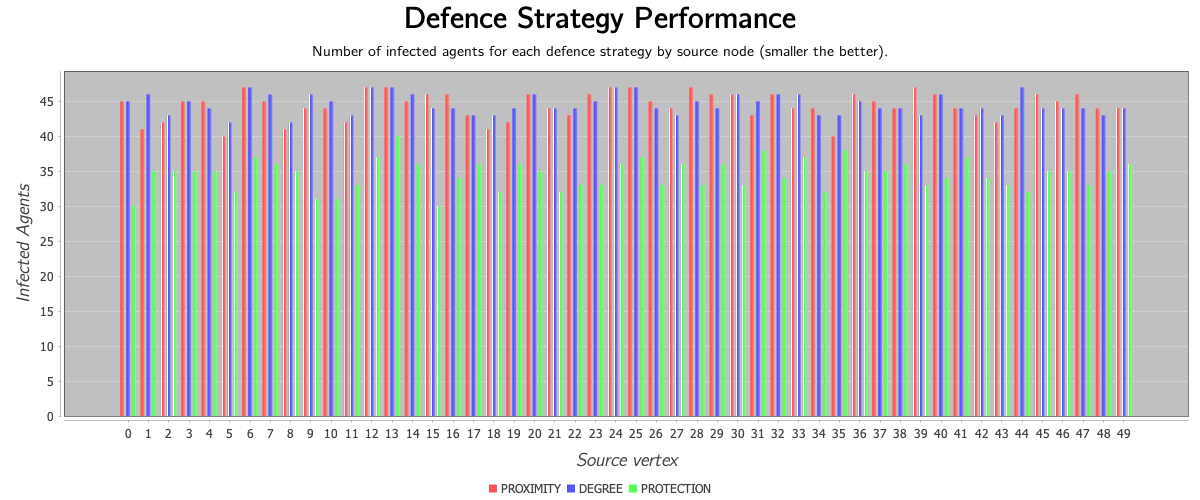 Defence Strategy Performance
Number of infected agents for each defence strategy by source node (smaller the better).
45
40
35
30
25
20
15
10
5
0
Infected Agents
0 1 2 3 4 5 6 7 8 9 10 11 12 13 14 15 16 17 18 19 20 21 22 23 24 25 26 27 28 29 30 31 32 33 34 35 36 37 38 39 40 41 42 43 44 45 46 47 48 49
Source vertex
PROXIMITY DEGREE PROTECTION